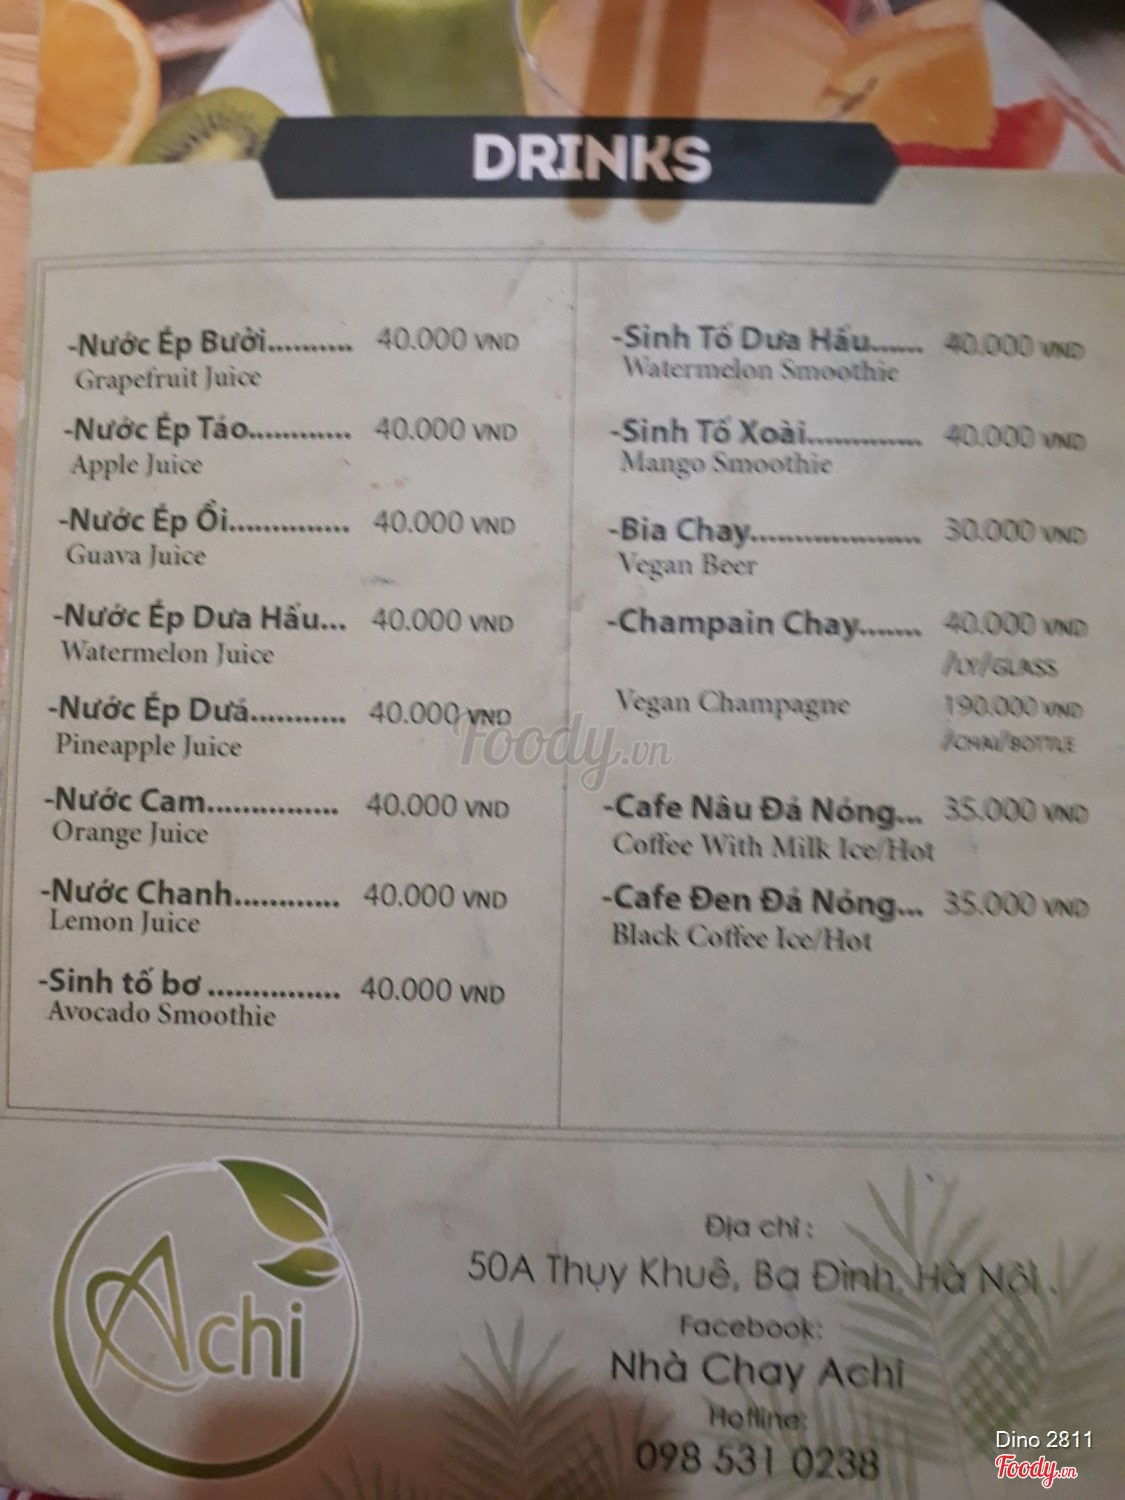 DRINKS
-Nước Ép Bưởi.......... 40.000 VND
Grapefruit Juice
-Nước Ép Táo............ 40.000 VND
Apple Juice
-Nước Ép Ổi.............. 40.000 VND
Guava Juice
-Nước Ép Dưa Hấu... 40.000 VND
Watermelon Juice
-Nước Ép Dưá........... 40.000 VND
Pineapple Juice
-Nước Cam............... 40.000 VND
Orange Juice
-Nước Chanh............ 40.000 VND
Lemon Juice
-Sinh tố bơ ............... 40.000 VND
Avocado Smoothie
-Sinh Tố Dưa Hấu...... 40.000 VND
Watermelon Smoothie
-Sinh Tố Xoài.............. 40.000 VND
Mango Smoothie
-Bia Chay..................... 30.000 VND
Vegan Beer
-Champain Chay....... 40.000 VND
/LY/GLASS
Vegan Champagne 190.000 VND
/CHAI/BOTTLE
-Cafe Nâu Đá Nóng... 35.000 VND
Coffee With Milk Ice/Hot
-Cafe Đen Đá Nóng... 35.000 VND
Black Coffee Ice/Hot
Foody.vn
Achi
Địa chỉ :
50A Thụy Khuê, Ba Đình, Hà Nội .
Facebook:
Nhà Chay Achi
Hotline:
098 531 0238
Dino 2811
Foody.vn